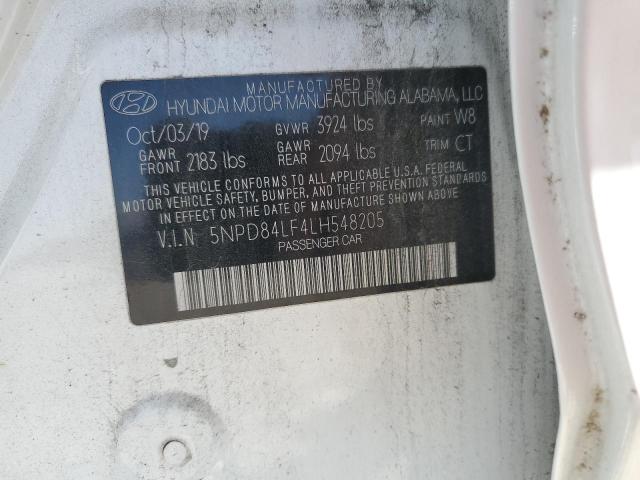 MANUFACTURED BY
HYUNDAI MOTOR MANUFACTURING ALABAMA, LLC
Oct/03/19 GVWR 3924 lbs PAINT W8
GAWR FRONT 2183 lbs GAWR REAR 2094 lbs TRIM CT
THIS VEHICLE CONFORMS TO ALL APPLICABLE U.S.A. FEDERAL
MOTOR VEHICLE SAFETY, BUMPER, AND THEFT PREVENTION STANDARDS
IN EFFECT ON THE DATE OF MANUFACTURE SHOWN ABOVE.
V.I.N 5NPD84LF4LH548205
PASSENGER CAR